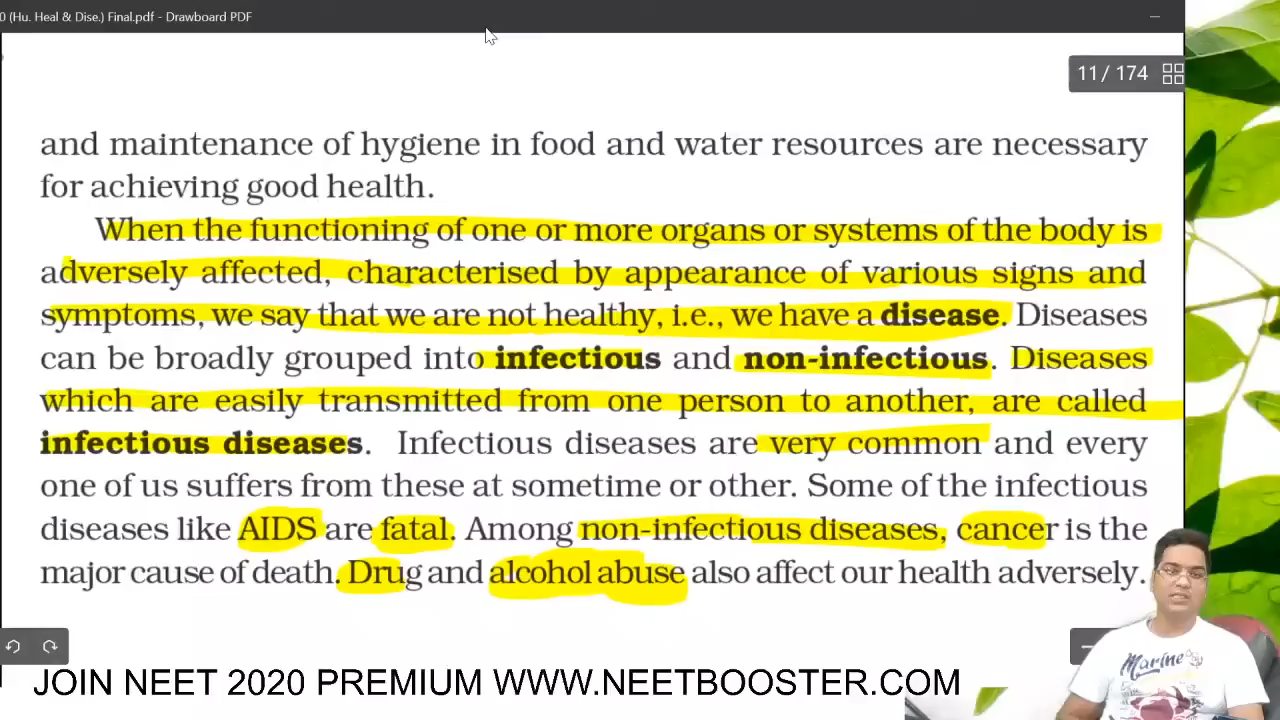 0 (Hu. Heal & Dise.) Final.pdf - Drawboard PDF
11 / 174
and maintenance of hygiene in food and water resources are necessary
for achieving good health.
When the functioning of one or more organs or systems of the body is
adversely affected, characterised by appearance of various signs and
symptoms, we say that we are not healthy, i.e., we have a disease. Diseases
can be broadly grouped into infectious and non-infectious. Diseases
which are easily transmitted from one person to another, are called
infectious diseases. Infectious diseases are very common and every
one of us suffers from these at sometime or other. Some of the infectious
diseases like AIDS are fatal. Among non-infectious diseases, cancer is the
major cause of death. Drug and alcohol abuse also affect our health adversely.
Marine
JOIN NEET 2020 PREMIUM WWW.NEETBOOSTER.COM